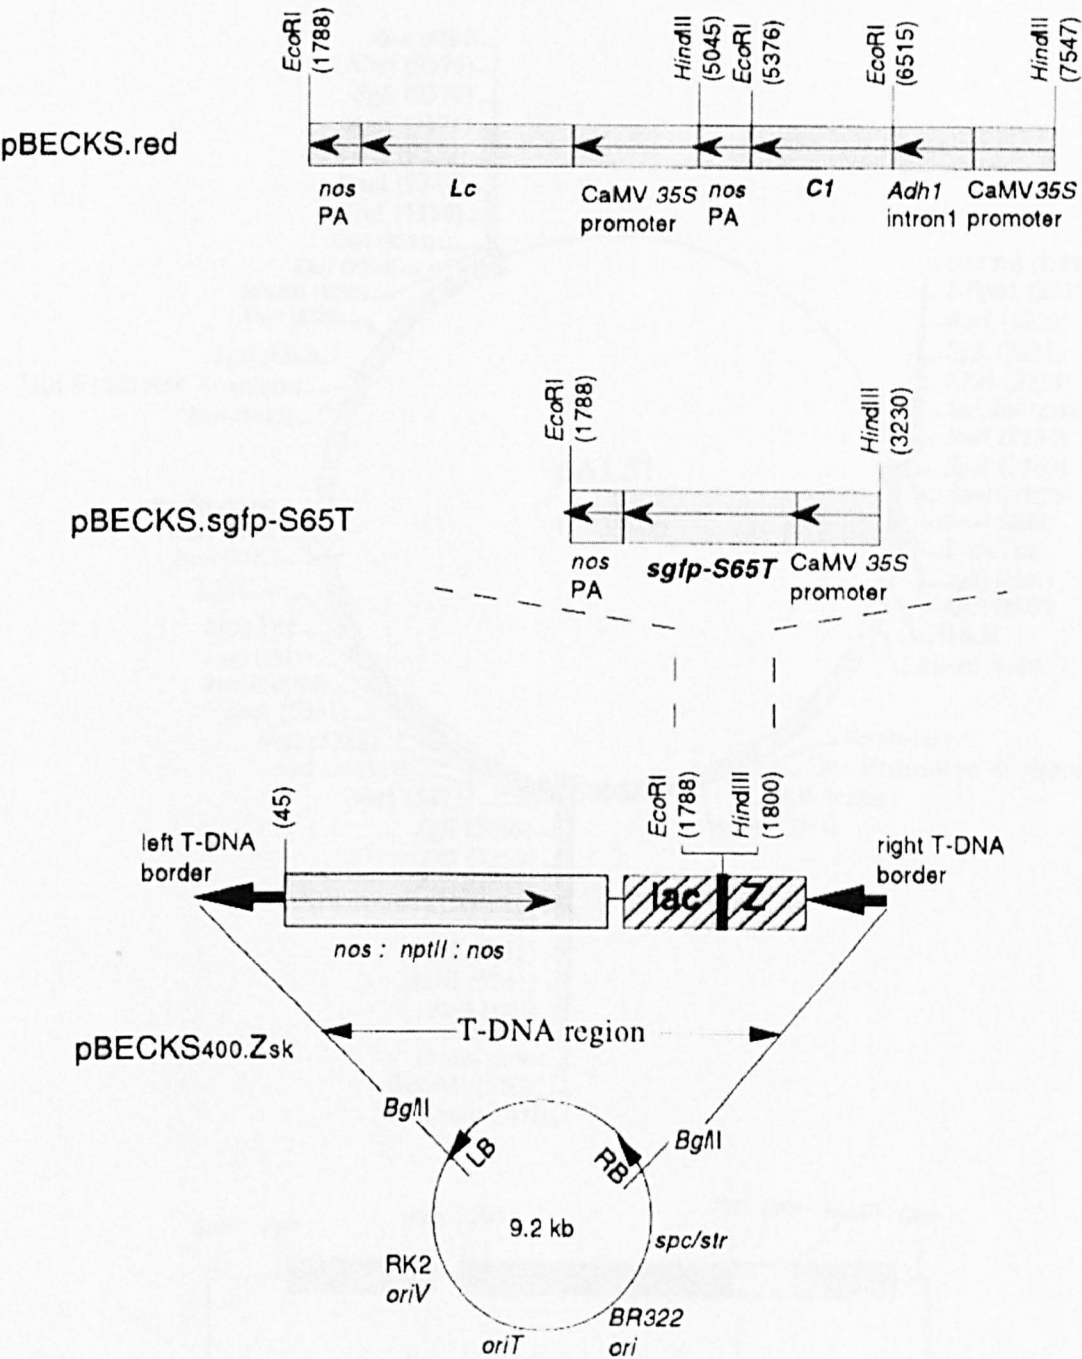 EcoRI
(1788)
HindIII
(5045)
EcoRI
(5376)
EcoRI
(6515)
HindIII
(7547)
pBECKS.red
nos
PA
Lc
CaMV 35S
promoter
nos
PA
C1
Adh1
intron1
CaMV 35S
promoter
EcoRI
(1788)
HindIII
(3230)
pBECKS.sgfp-S65T
nos
PA
sgfp-S65T
CaMV 35S
promoter
EcoRI
(1788)
HindIII
(1800)
(45)
left T-DNA
border
right T-DNA
border
lac Z
nos : nptII : nos
T-DNA region
pBECKS400.Zsk
BglII
BglII
LB
RB
9.2 kb
spc/str
RK2
oriV
BR322
ori
oriT